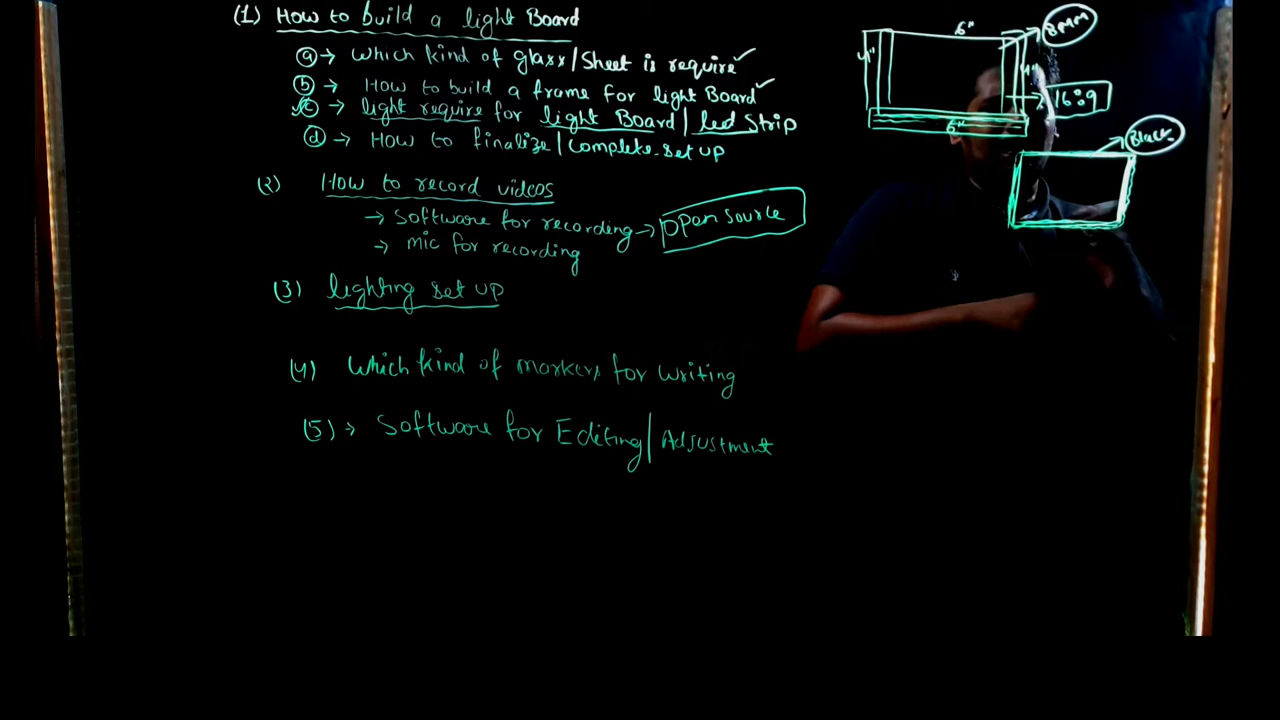 (1) How to build a light Board
(a) → which kind of glass/Sheet is require ✓
(b) → How to build a frame for light Board ✓
(c) → light require for light Board / led Strip
(d) → How to finalize / complete set up
(2) How to record videos
→ Software for recording → Open Source
→ mic for recording
(3) lighting set up
(4) Which kind of markers for writing
(5) → Software for Editing / Adjustment
6"
8MM
4"
4"
16:9
6"
Black